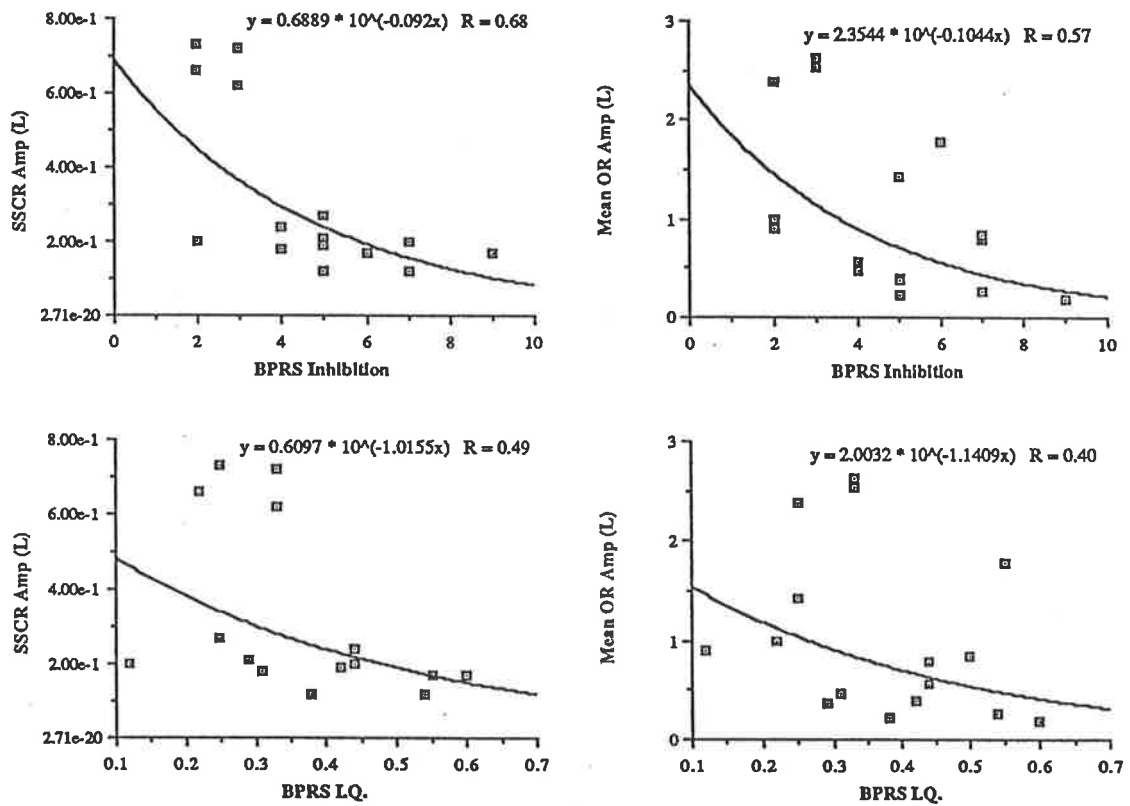 y = 0.6889 * 10^(-0.092x) R = 0.68
8.00e-1
6.00e-1
4.00e-1
2.00e-1
2.71e-20
SSCR Amp (L)
0 2 4 6 8 10
BPRS Inhibition
y = 2.3544 * 10^(-0.1044x) R = 0.57
3
2
1
0
Mean OR Amp (L)
0 2 4 6 8 10
BPRS Inhibition
y = 0.6097 * 10^(-1.0155x) R = 0.49
8.00e-1
6.00e-1
4.00e-1
2.00e-1
2.71e-20
SSCR Amp (L)
0.1 0.2 0.3 0.4 0.5 0.6 0.7
BPRS I.Q.
y = 2.0032 * 10^(-1.1409x) R = 0.40
3
2
1
0
Mean OR Amp (L)
0.1 0.2 0.3 0.4 0.5 0.6 0.7
BPRS I.Q.